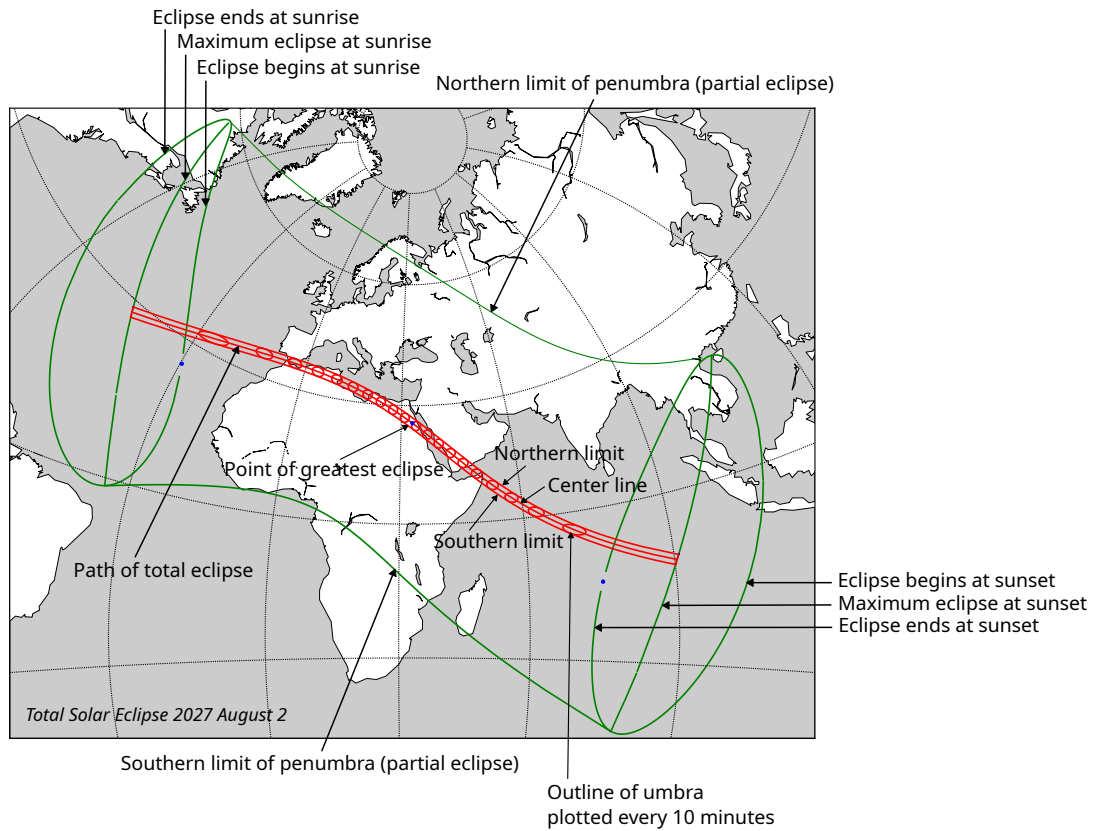 Eclipse ends at sunrise
Maximum eclipse at sunrise
Eclipse begins at sunrise
Northern limit of penumbra (partial eclipse)
Northern limit
Point of greatest eclipse
Center line
Southern limit
Path of total eclipse
Eclipse begins at sunset
Maximum eclipse at sunset
Eclipse ends at sunset
Total Solar Eclipse 2027 August 2
Southern limit of penumbra (partial eclipse)
Outline of umbra
plotted every 10 minutes